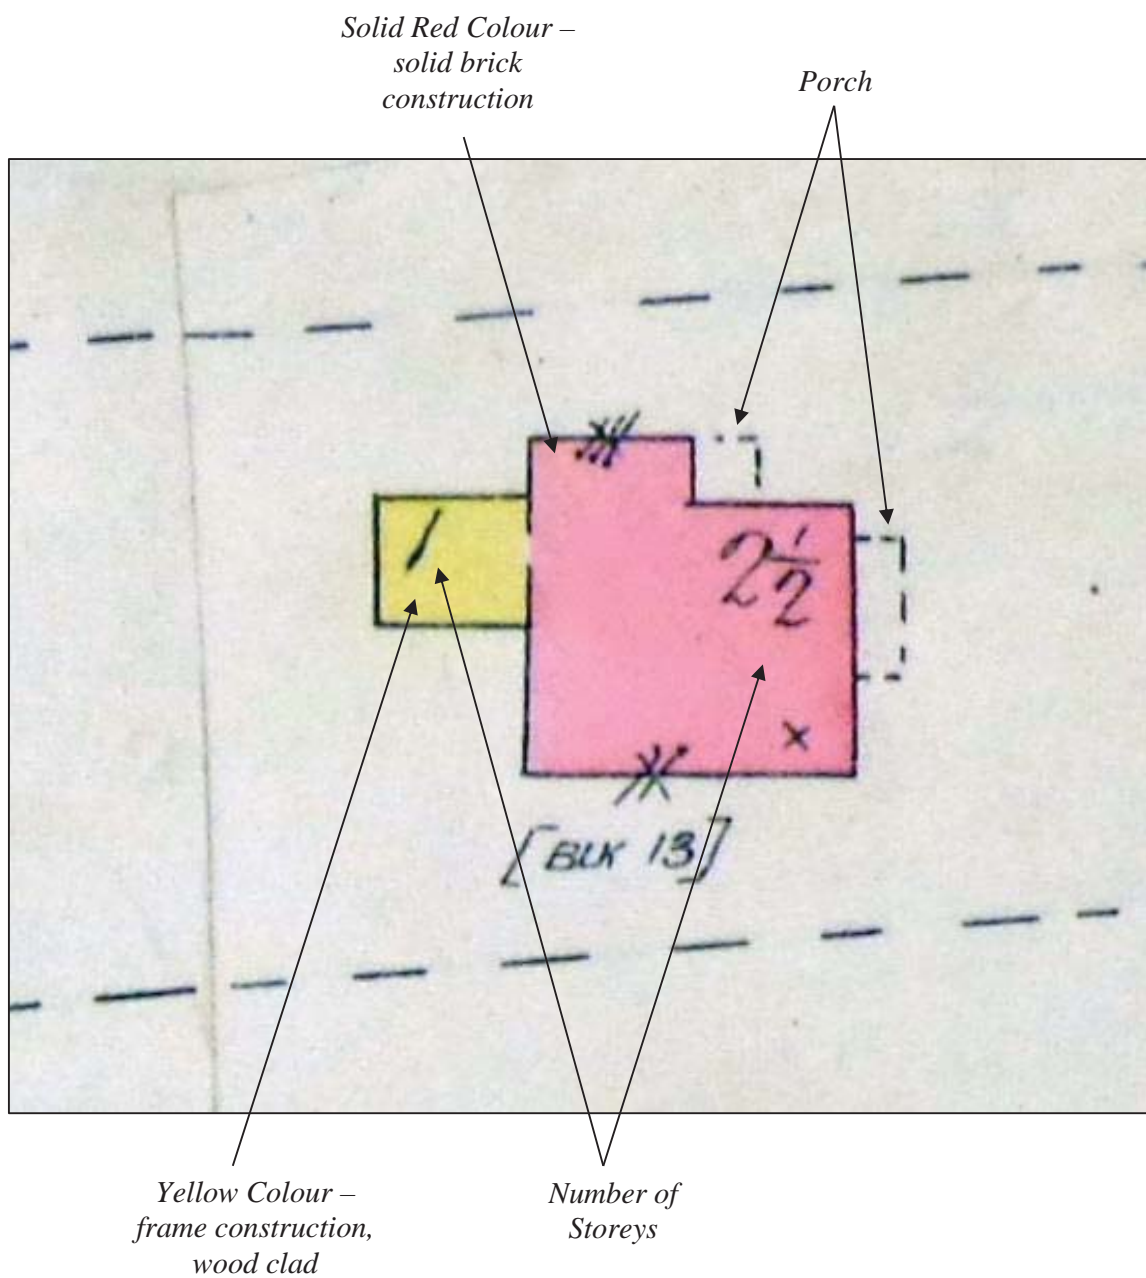 Solid Red Colour –
solid brick
construction
Porch
1
2½
x
[BLK 13]
Yellow Colour –
frame construction,
wood clad
Number of
Storeys